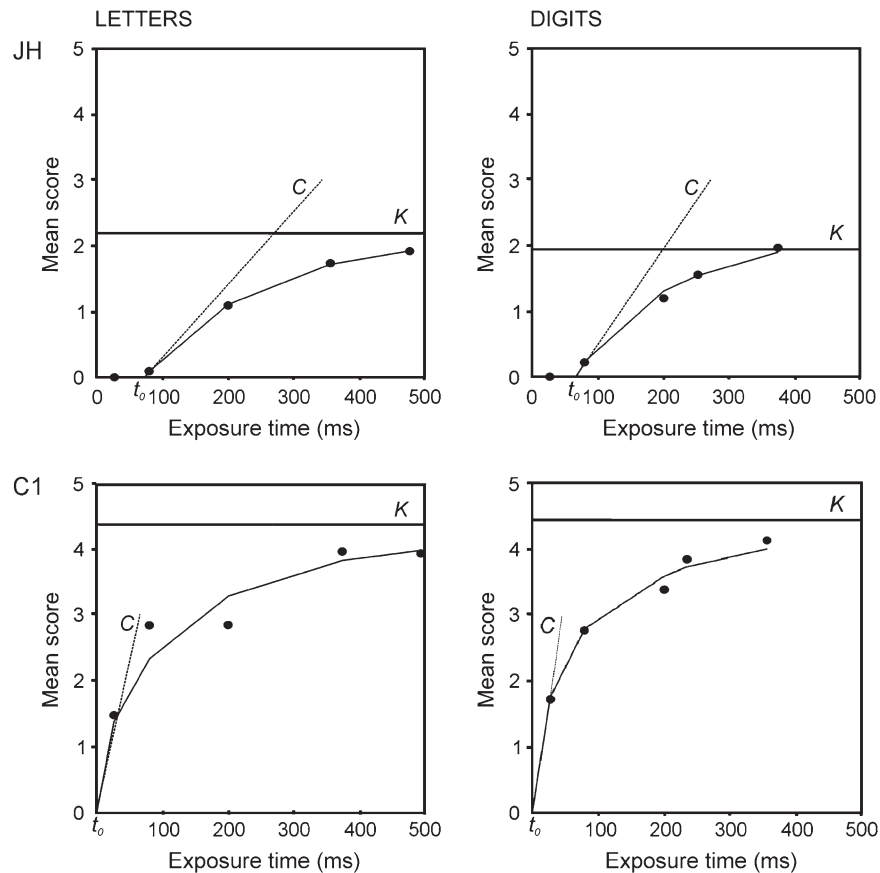 LETTERS
DIGITS
JH
5
4
3
2
1
0
Mean score
C
K
0 t₀ 100 200 300 400 500
Exposure time (ms)
5
4
3
2
1
0
Mean score
C
K
0 t₀ 100 200 300 400 500
Exposure time (ms)
C1
5
4
3
2
1
0
Mean score
K
C
t₀ 100 200 300 400 500
Exposure time (ms)
5
4
3
2
1
0
Mean score
K
C
t₀ 100 200 300 400 500
Exposure time (ms)